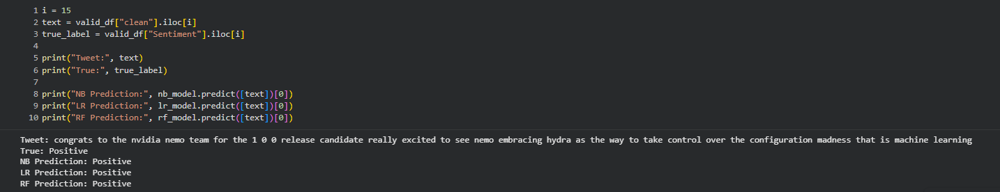 1 i = 15
2 text = valid_df["clean"].iloc[i]
3 true_label = valid_df["Sentiment"].iloc[i]
4
5 print("Tweet:", text)
6 print("True:", true_label)
7
8 print("NB Prediction:", nb_model.predict([text])[0])
9 print("LR Prediction:", lr_model.predict([text])[0])
10 print("RF Prediction:", rf_model.predict([text])[0])
Tweet: congrats to the nvidia nemo team for the 1 0 0 release candidate really excited to see nemo embracing hydra as the way to take control over the configuration madness that is machine learning
True: Positive
NB Prediction: Positive
LR Prediction: Positive
RF Prediction: Positive